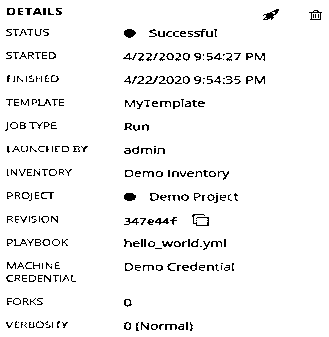 DETAILS
STATUS Successful
STARTED 4/22/2020 9:54:27 PM
FINISHED 4/22/2020 9:54:35 PM
TEMPLATE MyTemplate
JOB TYPE Run
LAUNCHED BY admin
INVENTORY Demo Inventory
PROJECT Demo Project
REVISION 347e44f
PLAYBOOK hello_world.yml
MACHINE CREDENTIAL Demo Credential
FORKS 0
VERBOSITY 0 (Normal)